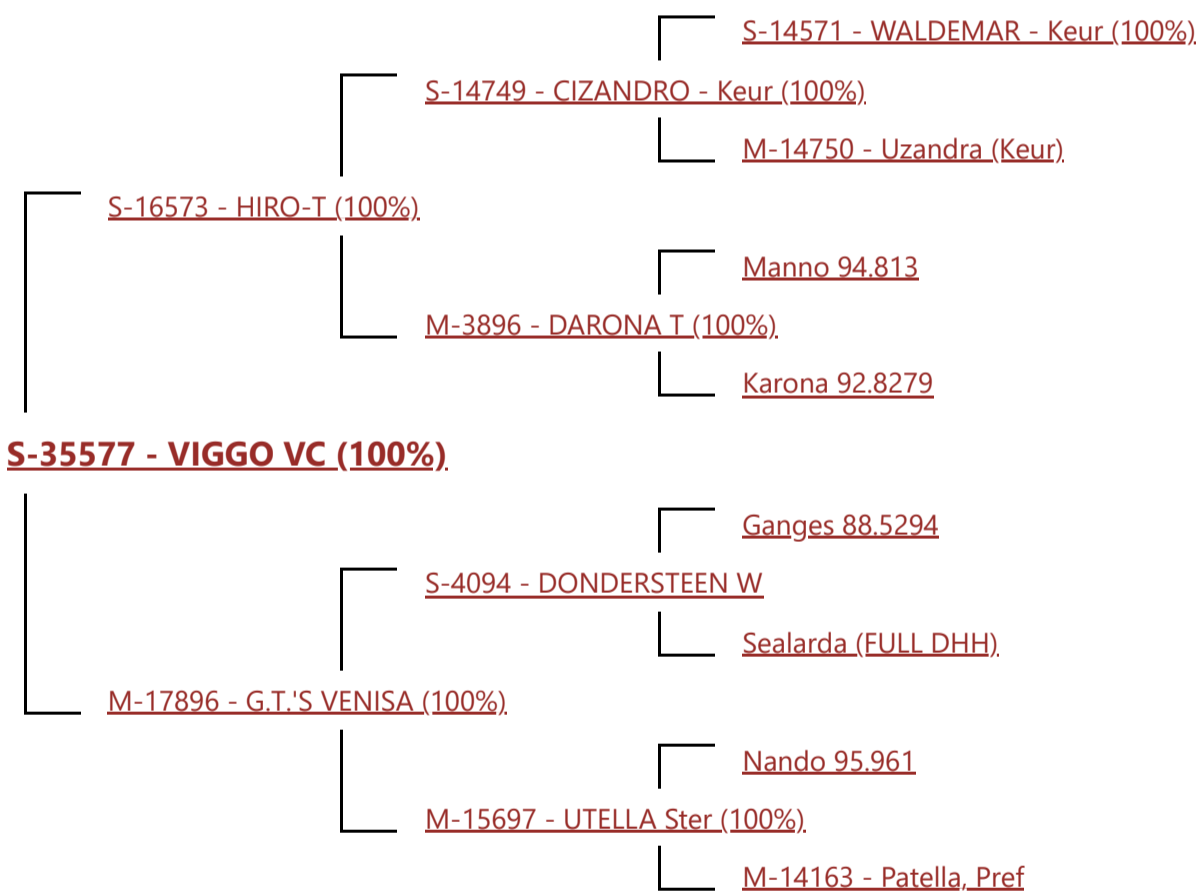 S-14571 - WALDEMAR - Keur (100%)
S-14749 - CIZANDRO - Keur (100%)
M-14750 - Uzandra (Keur)
S-16573 - HIRO-T (100%)
Manno 94.813
M-3896 - DARONA T (100%)
Karona 92.8279
S-35577 - VIGGO VC (100%)
Ganges 88.5294
S-4094 - DONDERSTEEN W
Sealarda (FULL DHH)
M-17896 - G.T.'S VENISA (100%)
Nando 95.961
M-15697 - UTELLA Ster (100%)
M-14163 - Patella, Pref